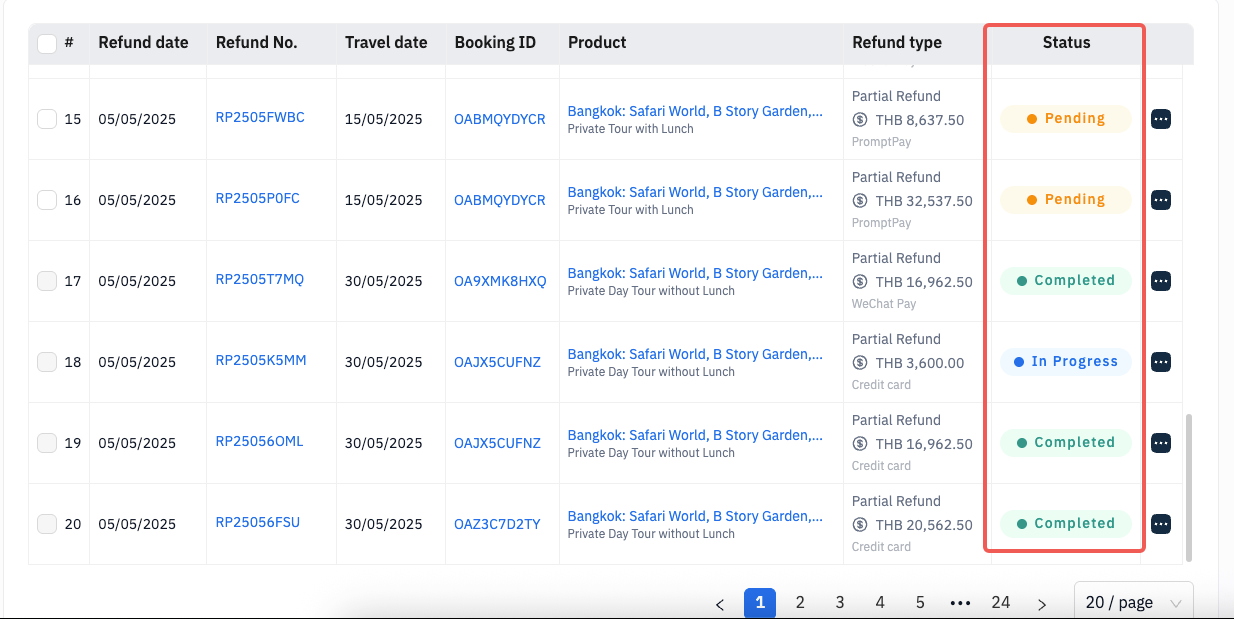 # Refund date Refund No. Travel date Booking ID Product Refund type Status
15 05/05/2025 RP2505FWBC 15/05/2025 OABMQYDYCR Bangkok: Safari World, B Story Garden,... Partial Refund Pending
Private Tour with Lunch THB 8,637.50
PromptPay
16 05/05/2025 RP2505P0FC 15/05/2025 OABMQYDYCR Bangkok: Safari World, B Story Garden,... Partial Refund Pending
Private Tour with Lunch THB 32,537.50
PromptPay
17 05/05/2025 RP2505T7MQ 30/05/2025 OA9XMK8HXQ Bangkok: Safari World, B Story Garden,... Partial Refund Completed
Private Day Tour without Lunch THB 16,962.50
WeChat Pay
18 05/05/2025 RP2505K5MM 30/05/2025 OAJX5CUFNZ Bangkok: Safari World, B Story Garden,... Partial Refund In Progress
Private Day Tour without Lunch THB 3,600.00
Credit card
19 05/05/2025 RP25056OML 30/05/2025 OAJX5CUFNZ Bangkok: Safari World, B Story Garden,... Partial Refund Completed
Private Day Tour without Lunch THB 16,962.50
Credit card
20 05/05/2025 RP25056FSU 30/05/2025 OAZ3C7D2TY Bangkok: Safari World, B Story Garden,... Partial Refund Completed
Private Day Tour without Lunch THB 20,562.50
Credit card
< 1 2 3 4 5 ••• 24 > 20 / page